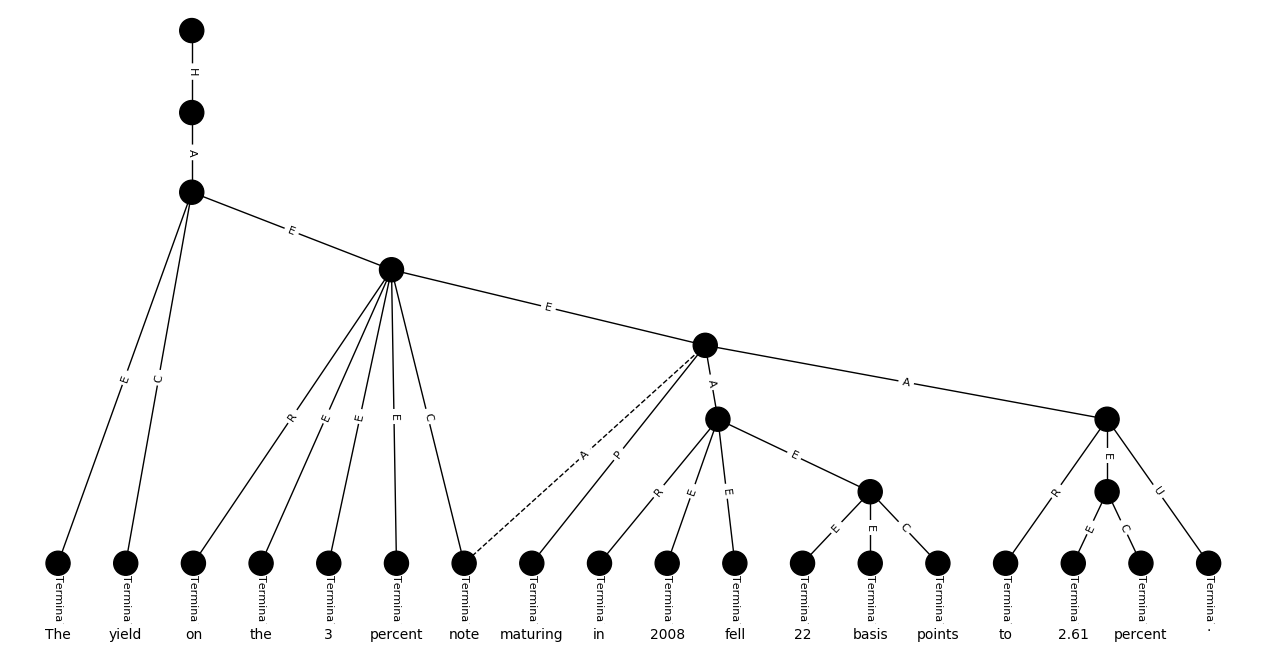 H
A
E
E
E
A
A
E C
R E E E C
A P
R E E E
E E C
R E U
E C
Termina Termina Termina Termina Termina Termina Termina Termina Termina Termina Termina Termina Termina Termina Termina Termina Termina Termina
The yield on the 3 percent note maturing in 2008 fell 22 basis points to 2.61 percent .